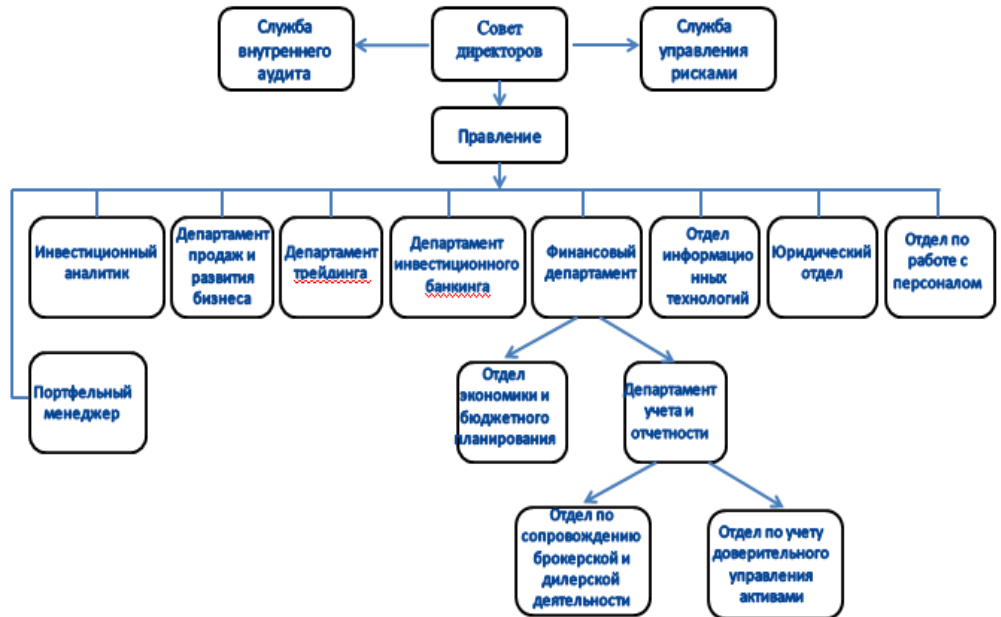 Служба
внутреннего
аудита
Совет
директоров
Служба
управления
рисками
Правление
Инвестиционный
аналитик
Департамент
продаж и
развития
бизнеса
Департамент
трейдинга
Департамент
инвестиционного
банкинга
Финансовый
департамент
Отдел
информацио
нных
технологий
Юридический
отдел
Отдел по
работе с
персоналом
Портфельный
менеджер
Отдел
экономики и
бюджетного
планирования
Департамент
учета и
отчетности
Отдел по
сопровождению
брокерской и
дилерской
деятельности
Отдел по учету
доверительного
управления
активами